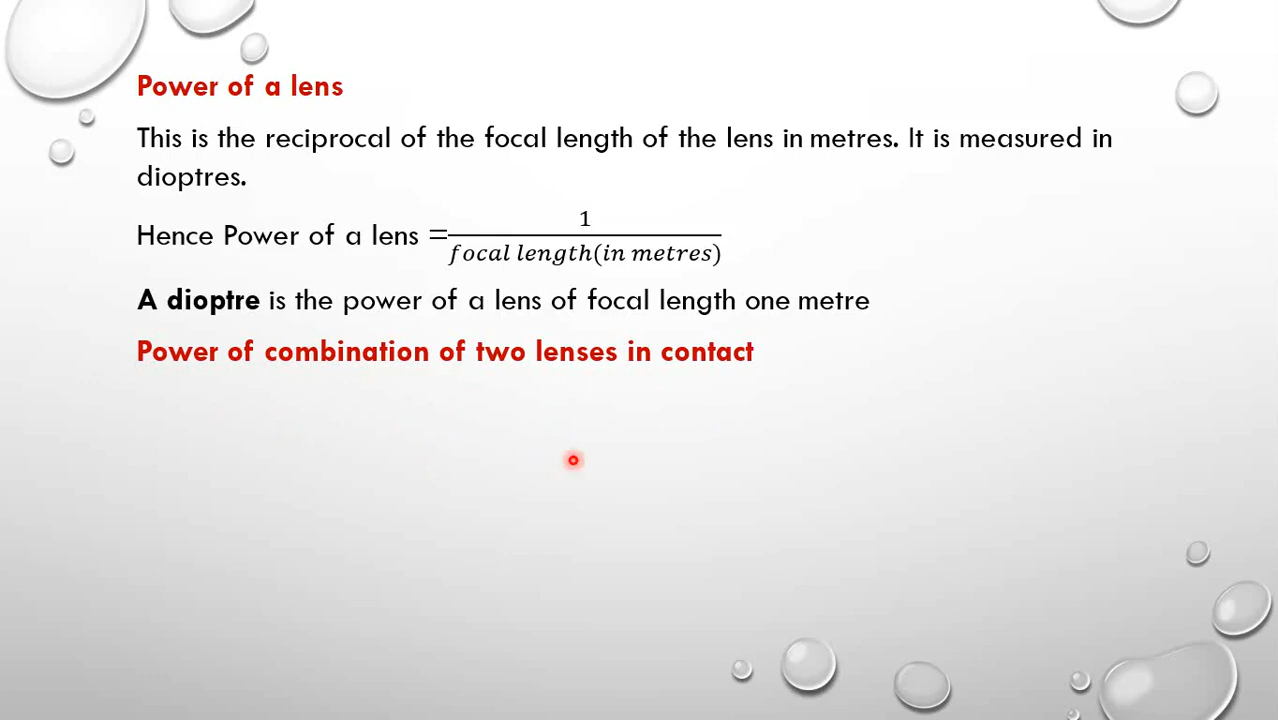 Power of a lens
This is the reciprocal of the focal length of the lens in metres. It is measured in
dioptres.
Hence Power of a lens = 1/focal length(in metres)
A dioptre is the power of a lens of focal length one metre
Power of combination of two lenses in contact